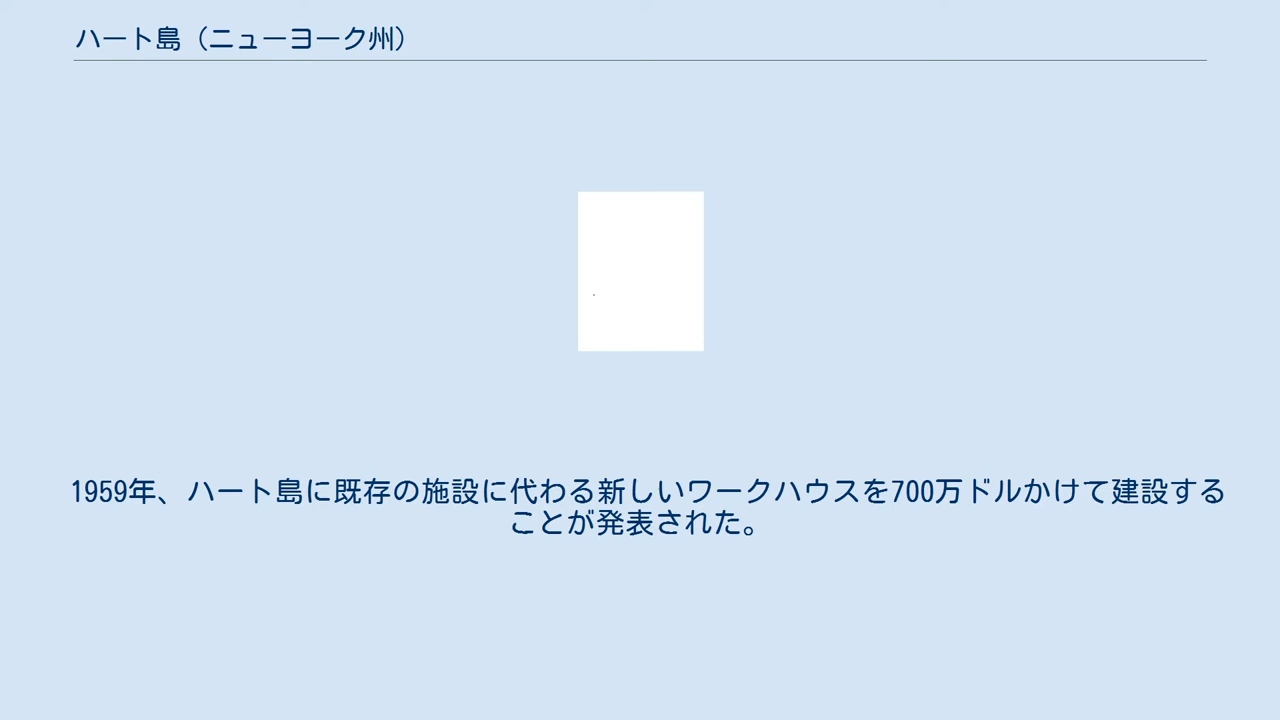 ハート島（ニューヨーク州）
1959年、ハート島に既存の施設に代わる新しいワークハウスを700万ドルかけて建設する
ことが発表された。